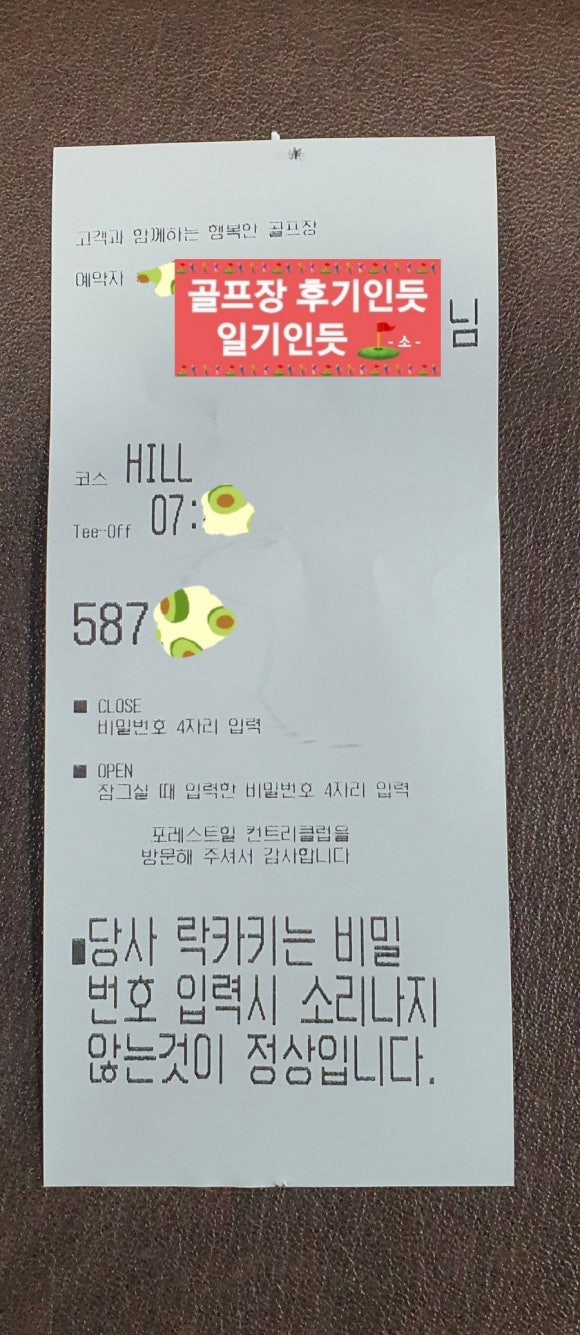 고객과 함께하는 행복한 골프장
예약자
골프장 후기인듯
일기인듯 -소-
님
코스 HILL
Tee-Off 07:
587
■ CLOSE
비밀번호 4자리 입력
■ OPEN
잠그실 때 입력한 비밀번호 4자리 입력
포레스트힐 컨트리클럽을
방문해 주셔서 감사합니다
■당사 락카키는 비밀
번호 입력시 소리나지
않는것이 정상입니다.